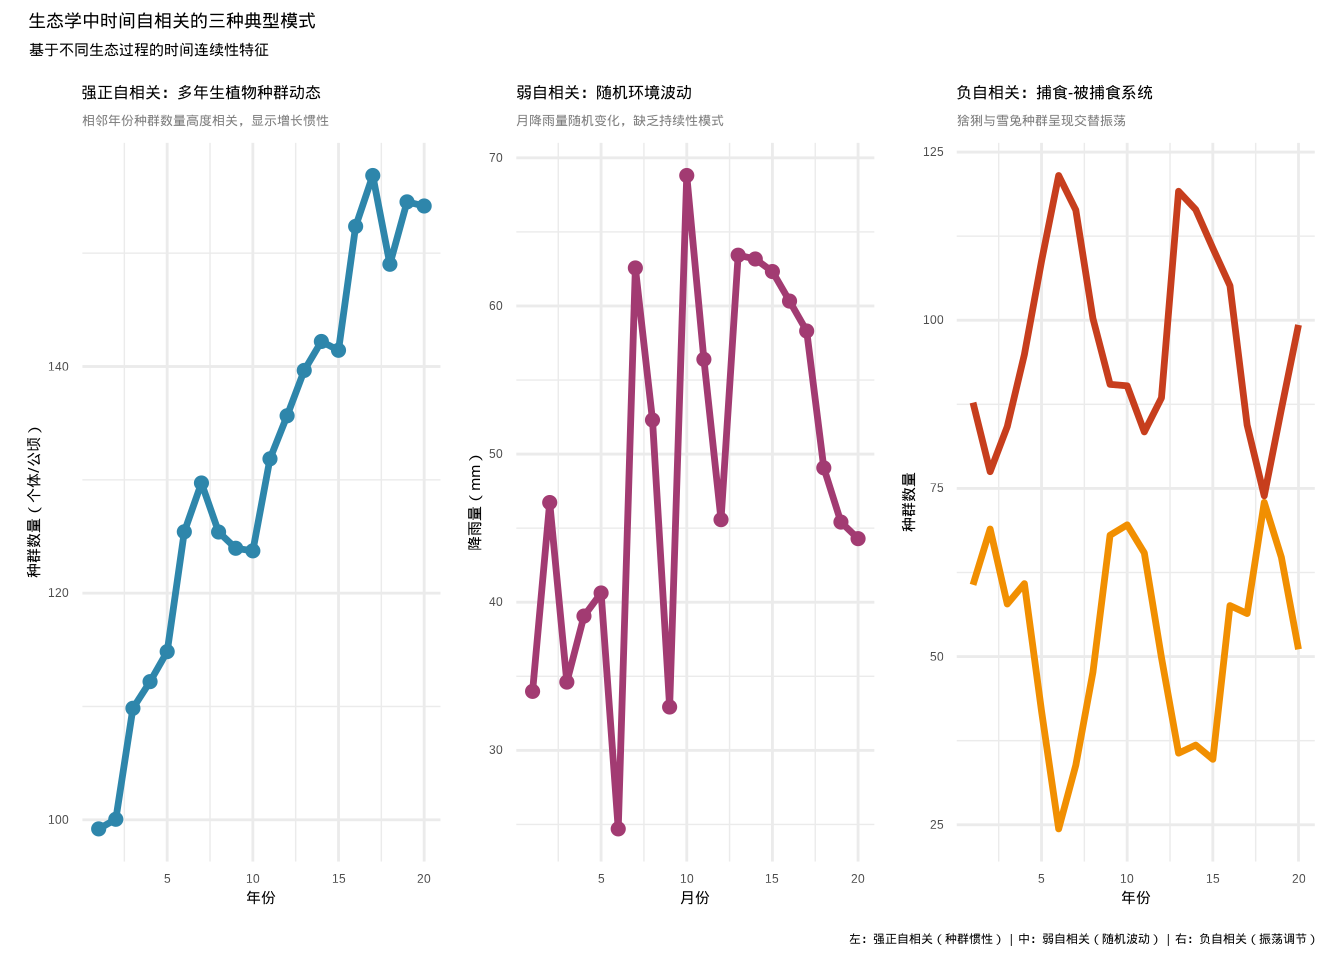 生态学中时间自相关的三种典型模式
基于不同生态过程的时间连续性特征
强正自相关：多年生植物种群动态
相邻年份种群数量高度相关，显示增长惯性
种群数量（个体/公顷）
140
120
100
5 10 15 20
年份
弱自相关：随机环境波动
月降雨量随机变化，缺乏持续性模式
降雨量（mm）
70
60
50
40
30
5 10 15 20
月份
负自相关：捕食-被捕食系统
猞猁与雪兔种群呈现交替振荡
种群数量
125
100
75
50
25
5 10 15 20
年份
左：强正自相关（种群惯性） | 中：弱自相关（随机波动） | 右：负自相关（振荡调节）